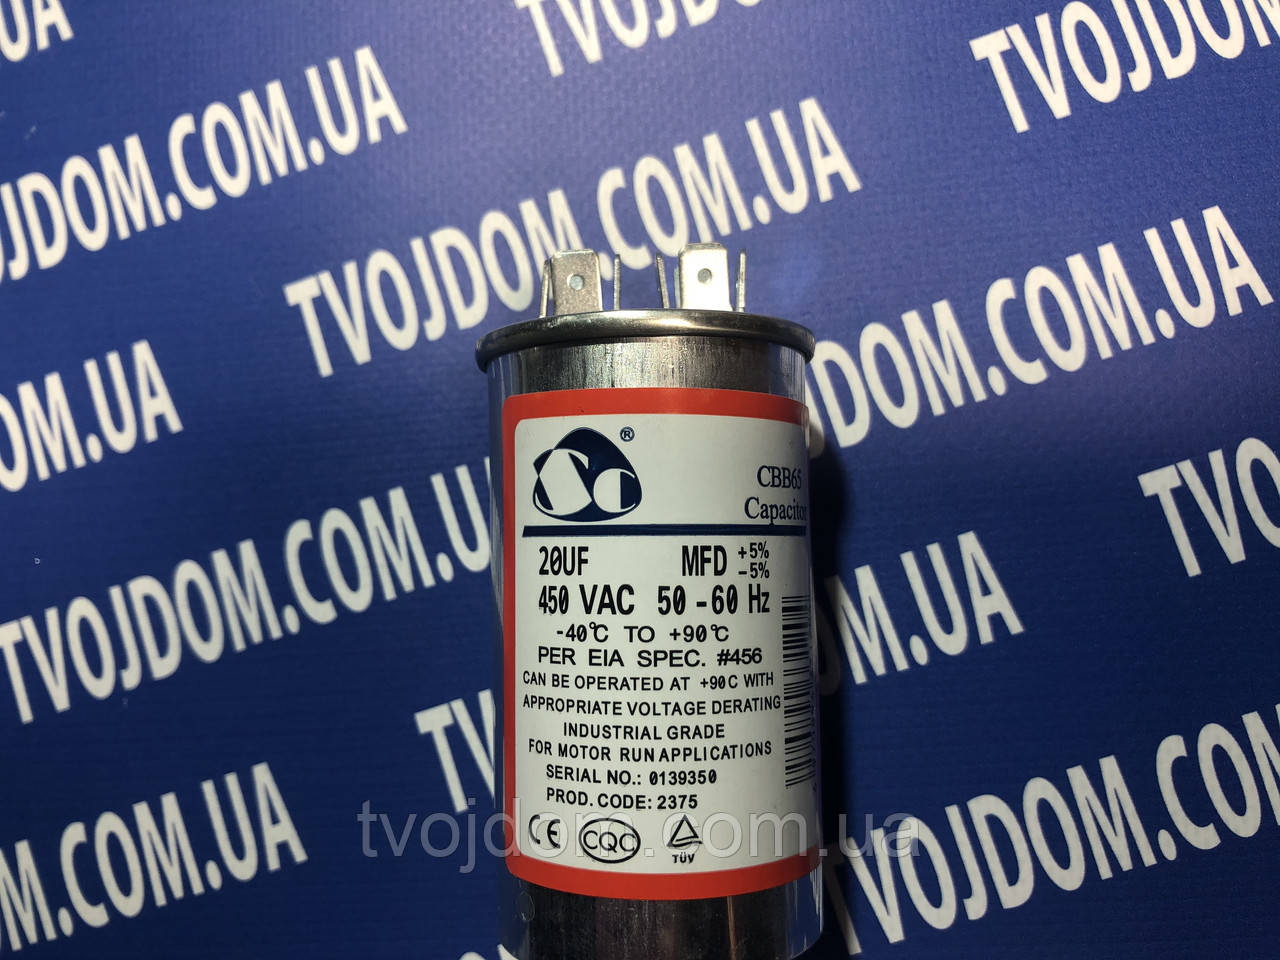 TVOJDOM.COM.UA
TVOJDOM.COM.UA
TVOJDOM.COM.UA
TVOJDOM.COM.UA
TVOJDOM.COM.UA
®
CBB65
Capacitor
20UF MFD +5% -5%
450 VAC 50-60 Hz
-40℃ TO +90℃
PER EIA SPEC. #456
CAN BE OPERATED AT +90C WITH
APPROPRIATE VOLTAGE DERATING
INDUSTRIAL GRADE
FOR MOTOR RUN APPLICATIONS
SERIAL NO.: 0139350
PROD. CODE: 2375
CE CQC TÜV
tvojdom.com.ua